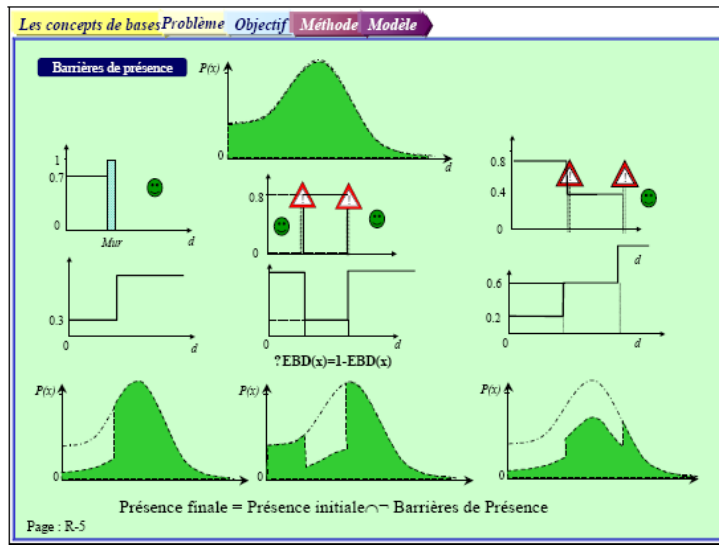 Les concepts de bases Problème Objectif Méthode Modèle
Barrières de présence
P(x)
d
1
0.7
0
Mur
d
0.8
0
0.8
0.4
0
d
0.3
0
d
0
0.6
0.2
0
d
?EBD(x)=1-EBD(x)
P(x)
0
d
P(x)
0
d
P(x)
0
d
Présence finale = Présence initiale∩¬ Barrières de Présence
Page : R-5